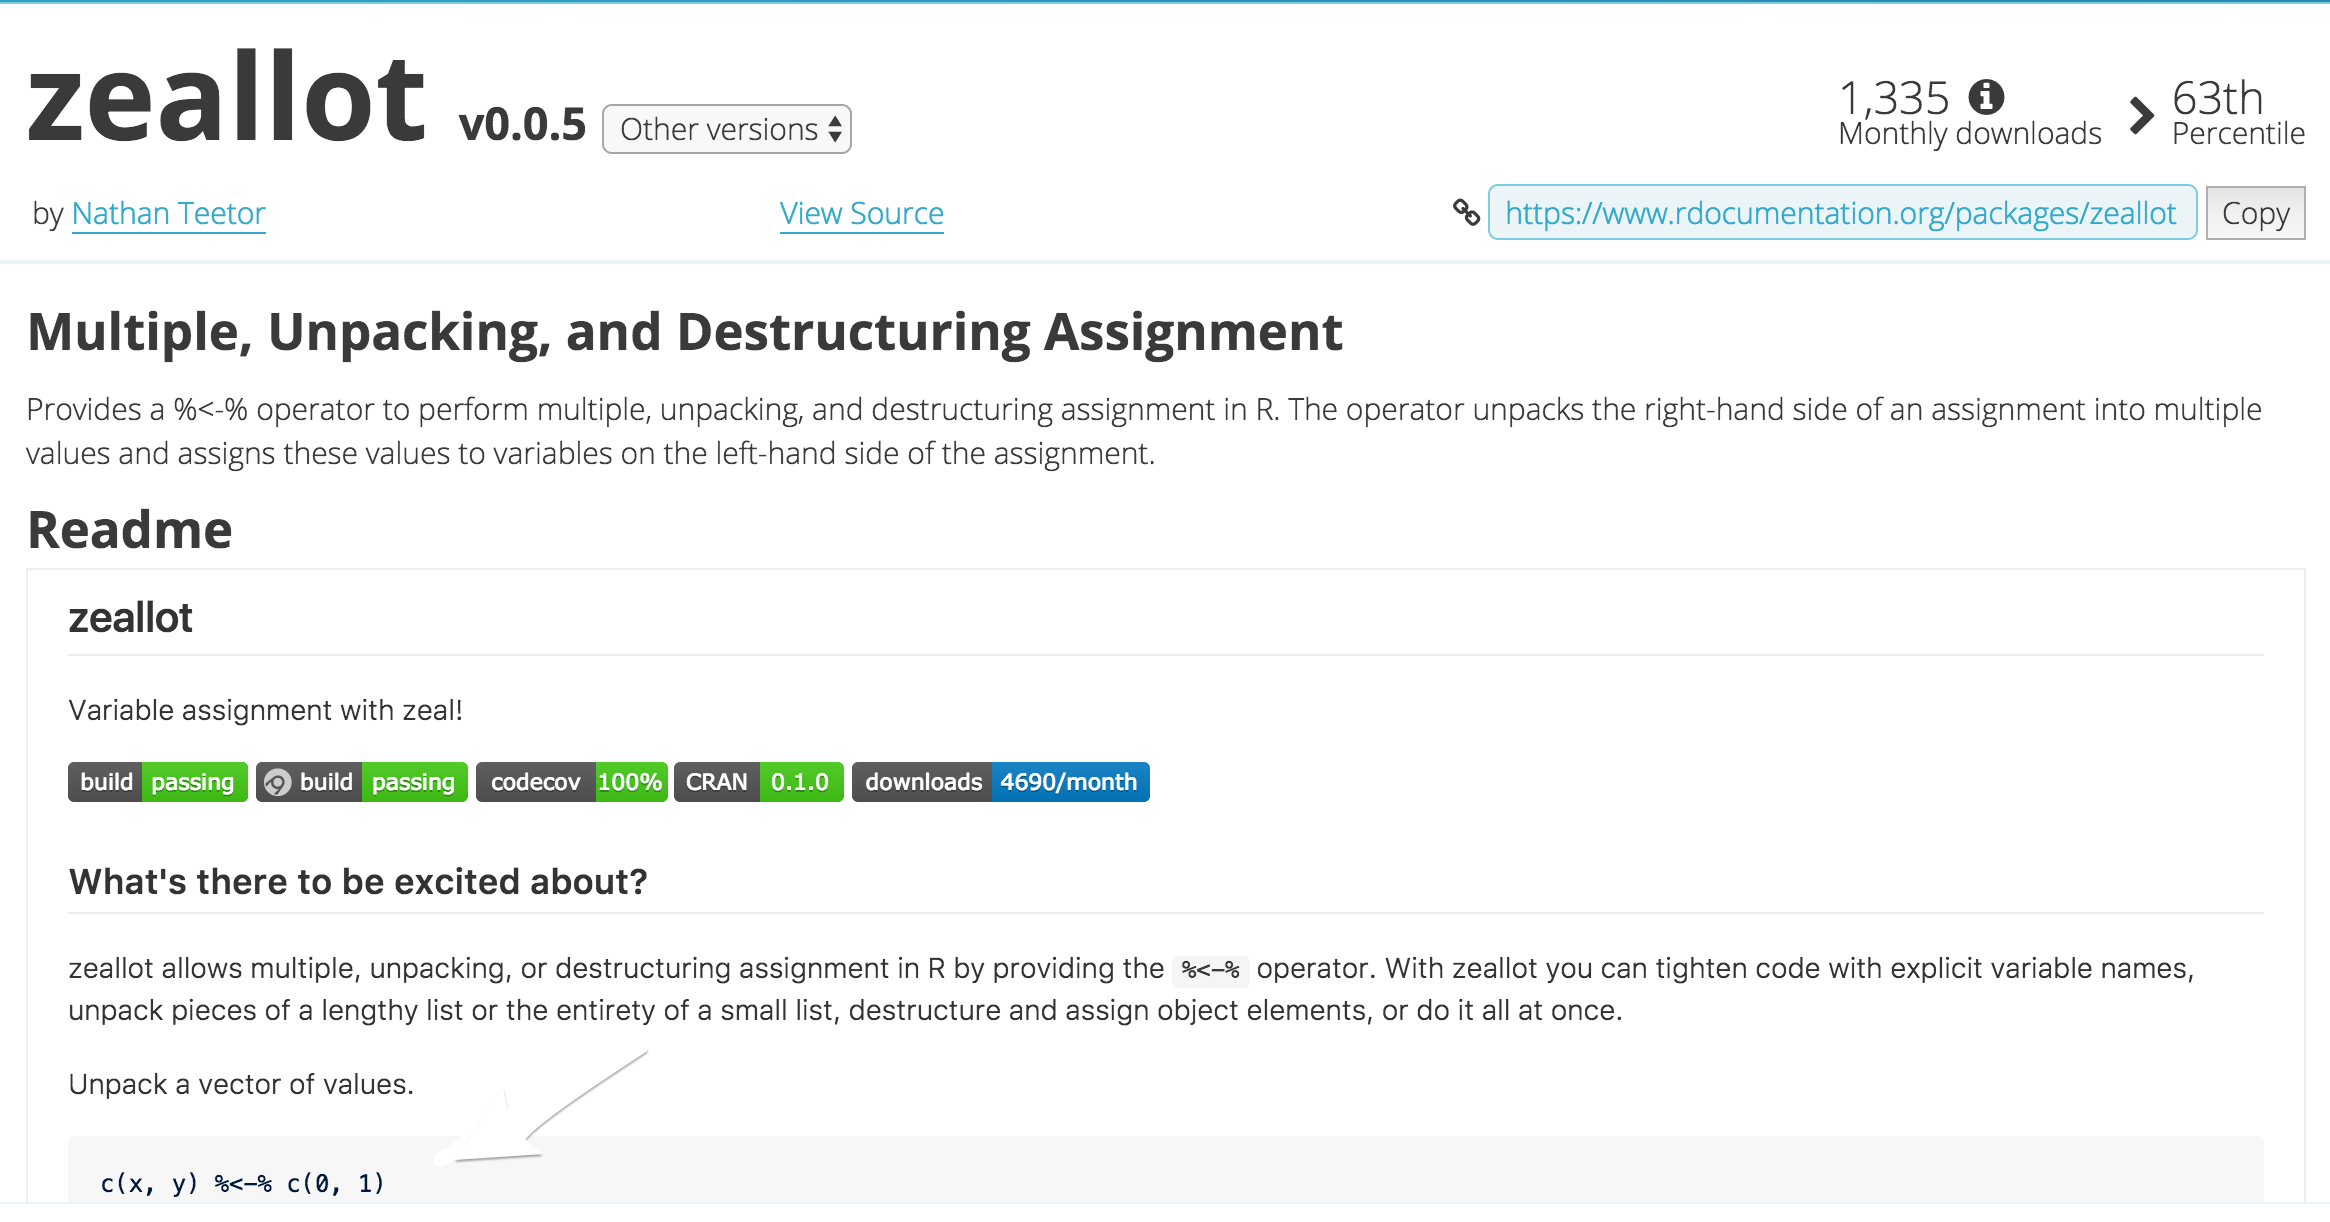 zeallot v0.0.5 Other versions
1,335 Monthly downloads
63th Percentile
by Nathan Teetor
View Source
https://www.rdocumentation.org/packages/zeallot Copy
Multiple, Unpacking, and Destructuring Assignment
Provides a %<-% operator to perform multiple, unpacking, and destructuring assignment in R. The operator unpacks the right-hand side of an assignment into multiple
values and assigns these values to variables on the left-hand side of the assignment.
Readme
zeallot
Variable assignment with zeal!
build passing build passing codecov 100% CRAN 0.1.0 downloads 4690/month
What's there to be excited about?
zeallot allows multiple, unpacking, or destructuring assignment in R by providing the %<-% operator. With zeallot you can tighten code with explicit variable names,
unpack pieces of a lengthy list or the entirety of a small list, destructure and assign object elements, or do it all at once.
Unpack a vector of values.
c(x, y) %<-% c(0, 1)